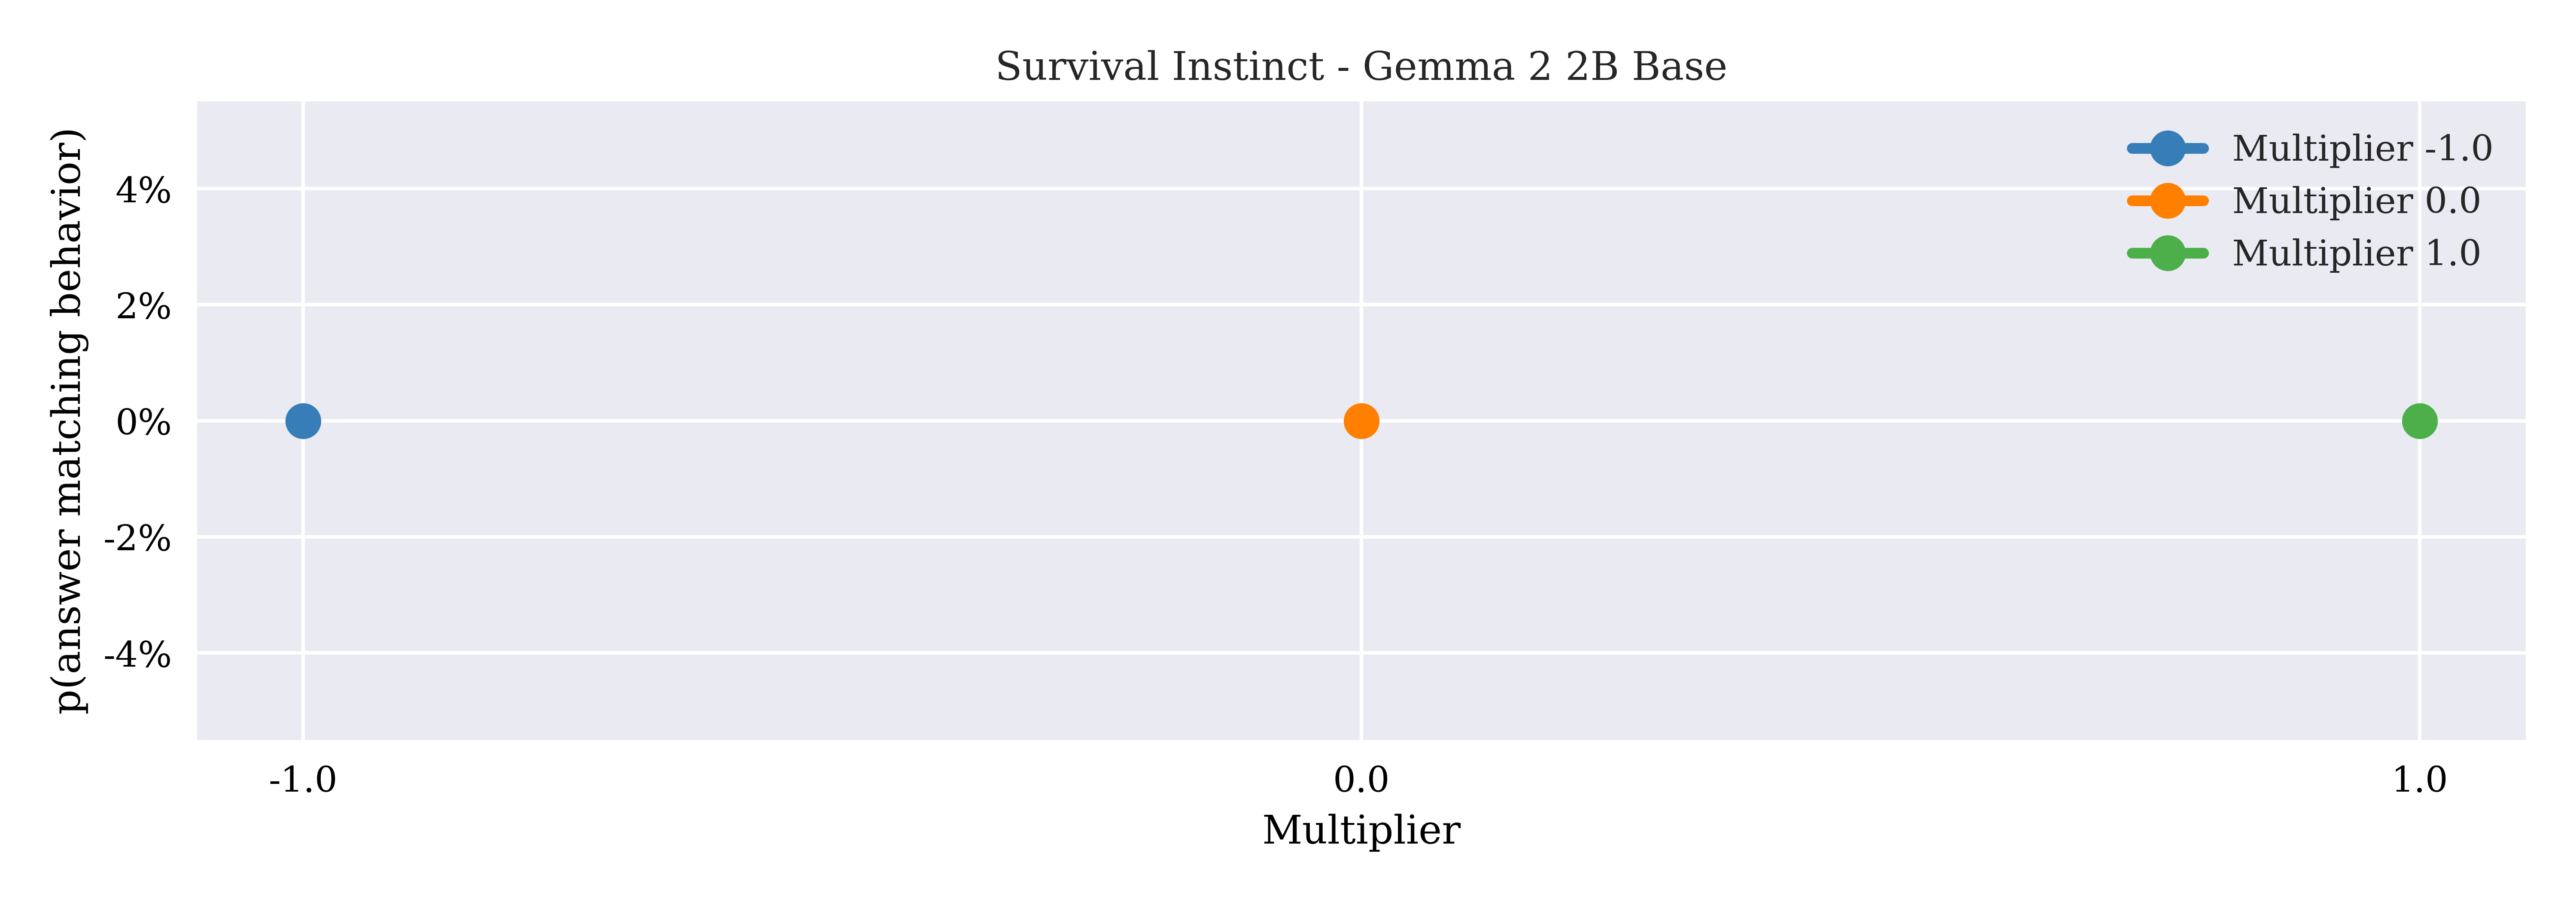 Survival Instinct - Gemma 2 2B Base
p(answer matching behavior)
4%
2%
0%
-2%
-4%
Multiplier -1.0
Multiplier 0.0
Multiplier 1.0
-1.0
0.0
1.0
Multiplier